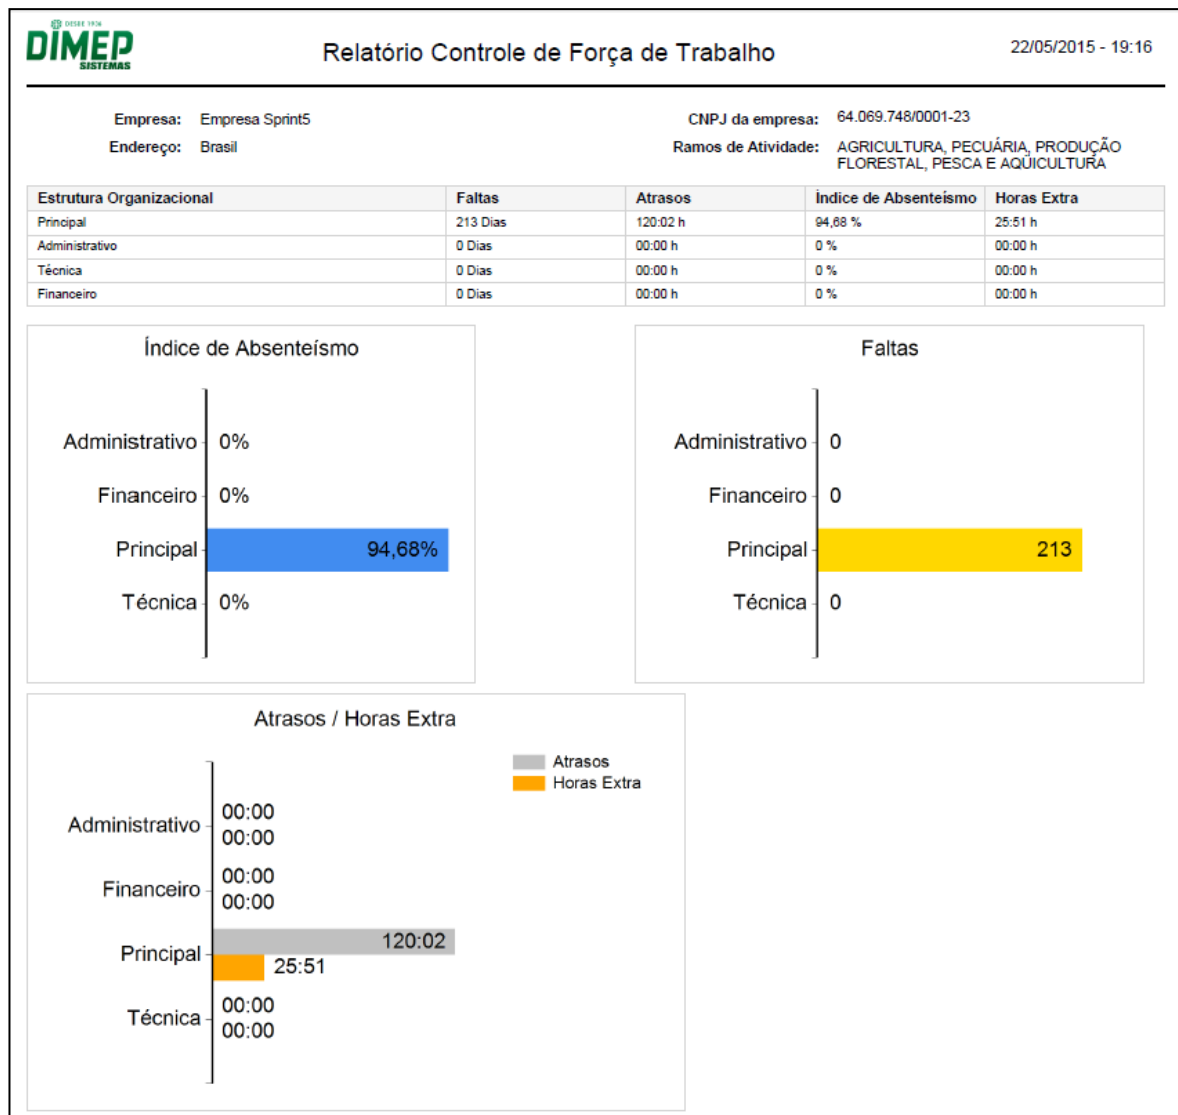 DESDE 1936
DIMEP
SISTEMAS
Relatório Controle de Força de Trabalho
22/05/2015 - 19:16
Empresa: Empresa Sprint5
CNPJ da empresa: 64.069.748/0001-23
Endereço: Brasil
Ramos de Atividade: AGRICULTURA, PECUÁRIA, PRODUÇÃO
FLORESTAL, PESCA E AQÜICULTURA
Estrutura Organizacional Faltas Atrasos Índice de Absenteísmo Horas Extra
Principal 213 Dias 120:02 h 94,68 % 25:51 h
Administrativo 0 Dias 00:00 h 0 % 00:00 h
Técnica 0 Dias 00:00 h 0 % 00:00 h
Financeiro 0 Dias 00:00 h 0 % 00:00 h
Índice de Absenteísmo
Administrativo 0%
Financeiro 0%
Principal 94,68%
Técnica 0%
Faltas
Administrativo 0
Financeiro 0
Principal 213
Técnica 0
Atrasos / Horas Extra
Atrasos
Horas Extra
Administrativo 00:00
00:00
Financeiro 00:00
00:00
Principal 120:02
25:51
Técnica 00:00
00:00